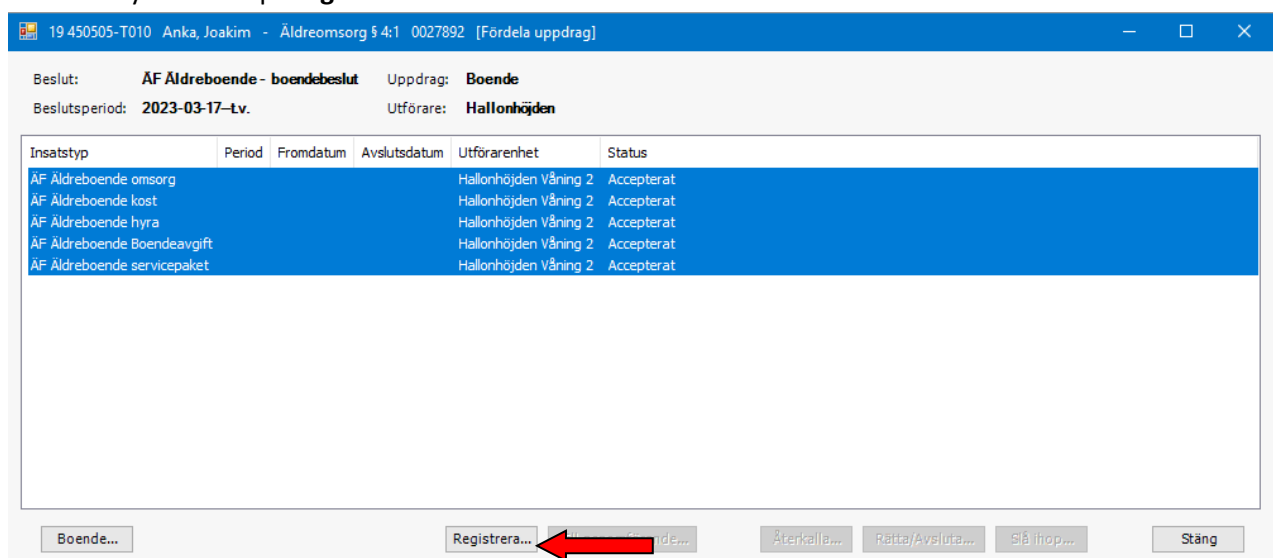 19 450505-T010 Anka, Joakim - Äldreomsorg § 4:1 0027892 [Fördela uppdrag]
Beslut: ÄF Äldreboende - boendebeslut Uppdrag: Boende
Beslutsperiod: 2023-03-17--t.v. Utförare: Hallonhöjden
Insatstyp Period Fromdatum Avslutsdatum Utförarenhet Status
ÄF Äldreboende omsorg Hallonhöjden Våning 2 Accepterat
ÄF Äldreboende kost Hallonhöjden Våning 2 Accepterat
ÄF Äldreboende hyra Hallonhöjden Våning 2 Accepterat
ÄF Äldreboende Boendeavgift Hallonhöjden Våning 2 Accepterat
ÄF Äldreboende servicepaket Hallonhöjden Våning 2 Accepterat
Boende... Registrera... Återkalla... Rätta/Avsluta... Slå ihop... Stäng